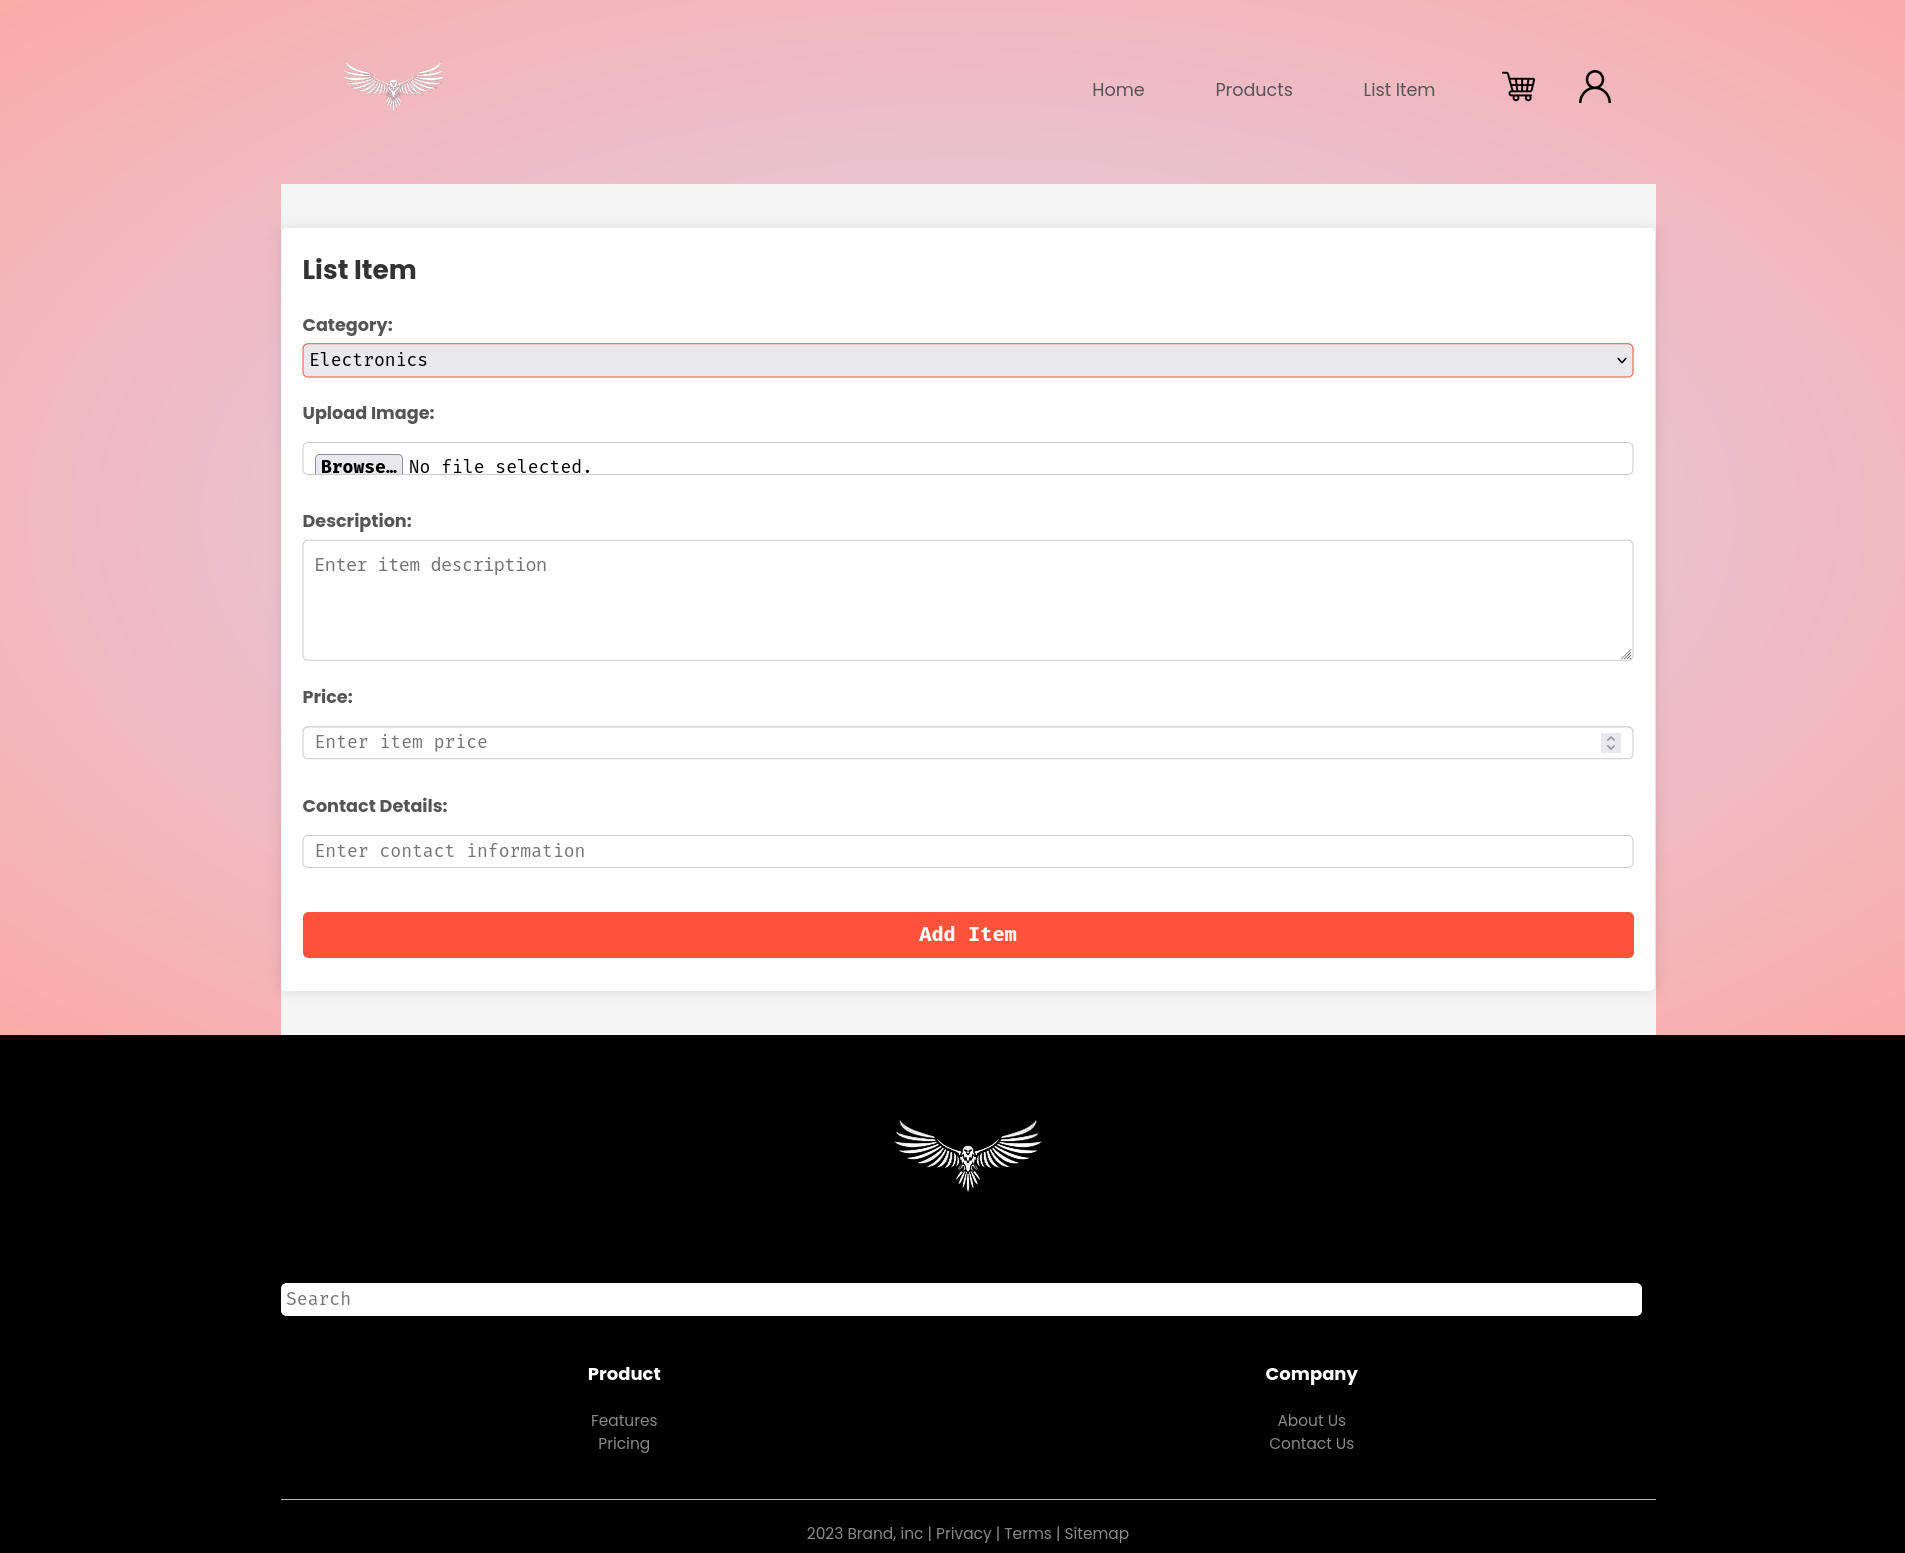 Home Products List Item
List Item
Category:
Electronics
Upload Image:
Browse… No file selected.
Description:
Enter item description
Price:
Enter item price
Contact Details:
Enter contact information
Add Item
Search
Product
Features
Pricing
Company
About Us
Contact Us
2023 Brand, inc | Privacy | Terms | Sitemap